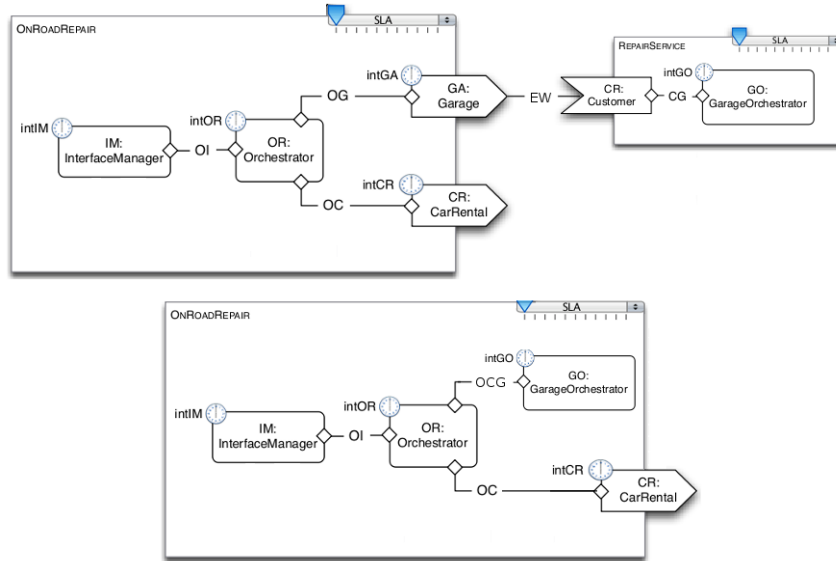 SLA
ONROADREPAIR
SLA
REPAIRSERVICE
intGA
intGO
OG
GA:
Garage
EW
CR:
Customer
CG
GO:
GarageOrchestrator
intIM
intOR
IM:
InterfaceManager
OI
OR:
Orchestrator
intCR
OC
CR:
CarRental
SLA
ONROADREPAIR
intGO
OCG
GO:
GarageOrchestrator
intIM
intOR
IM:
InterfaceManager
OI
OR:
Orchestrator
intCR
OC
CR:
CarRental